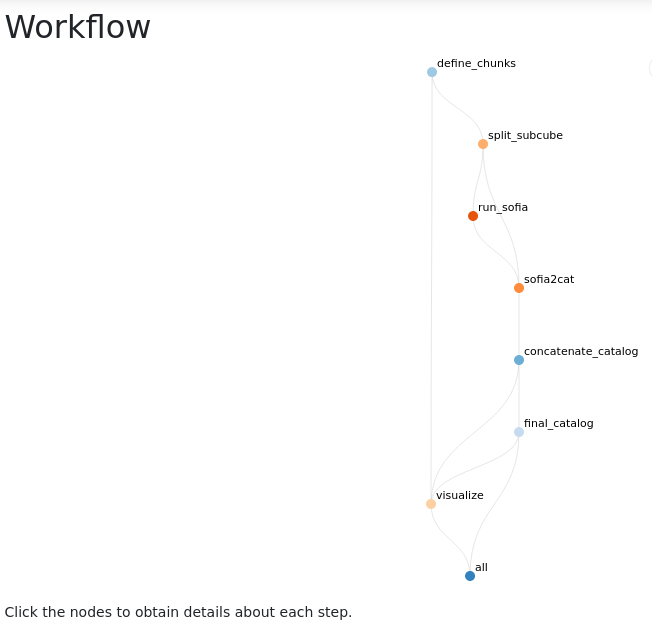 Workflow
define_chunks
split_subcube
run_sofia
sofia2cat
concatenate_catalog
final_catalog
visualize
all
Click the nodes to obtain details about each step.